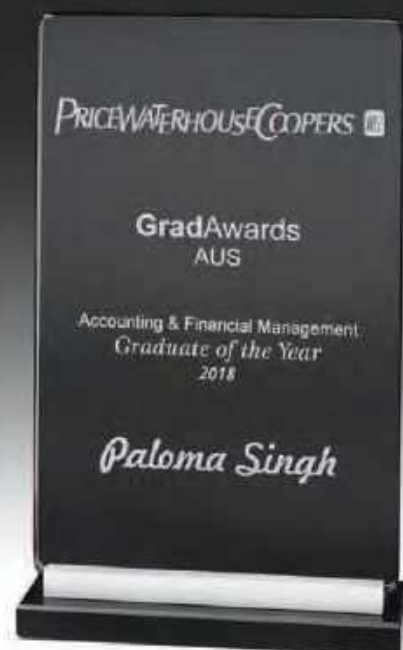 PRICEWATERHOUSECOOPERS
GradAwards
AUS
Accounting & Financial Management
Graduate of the Year
2018
Paloma Singh